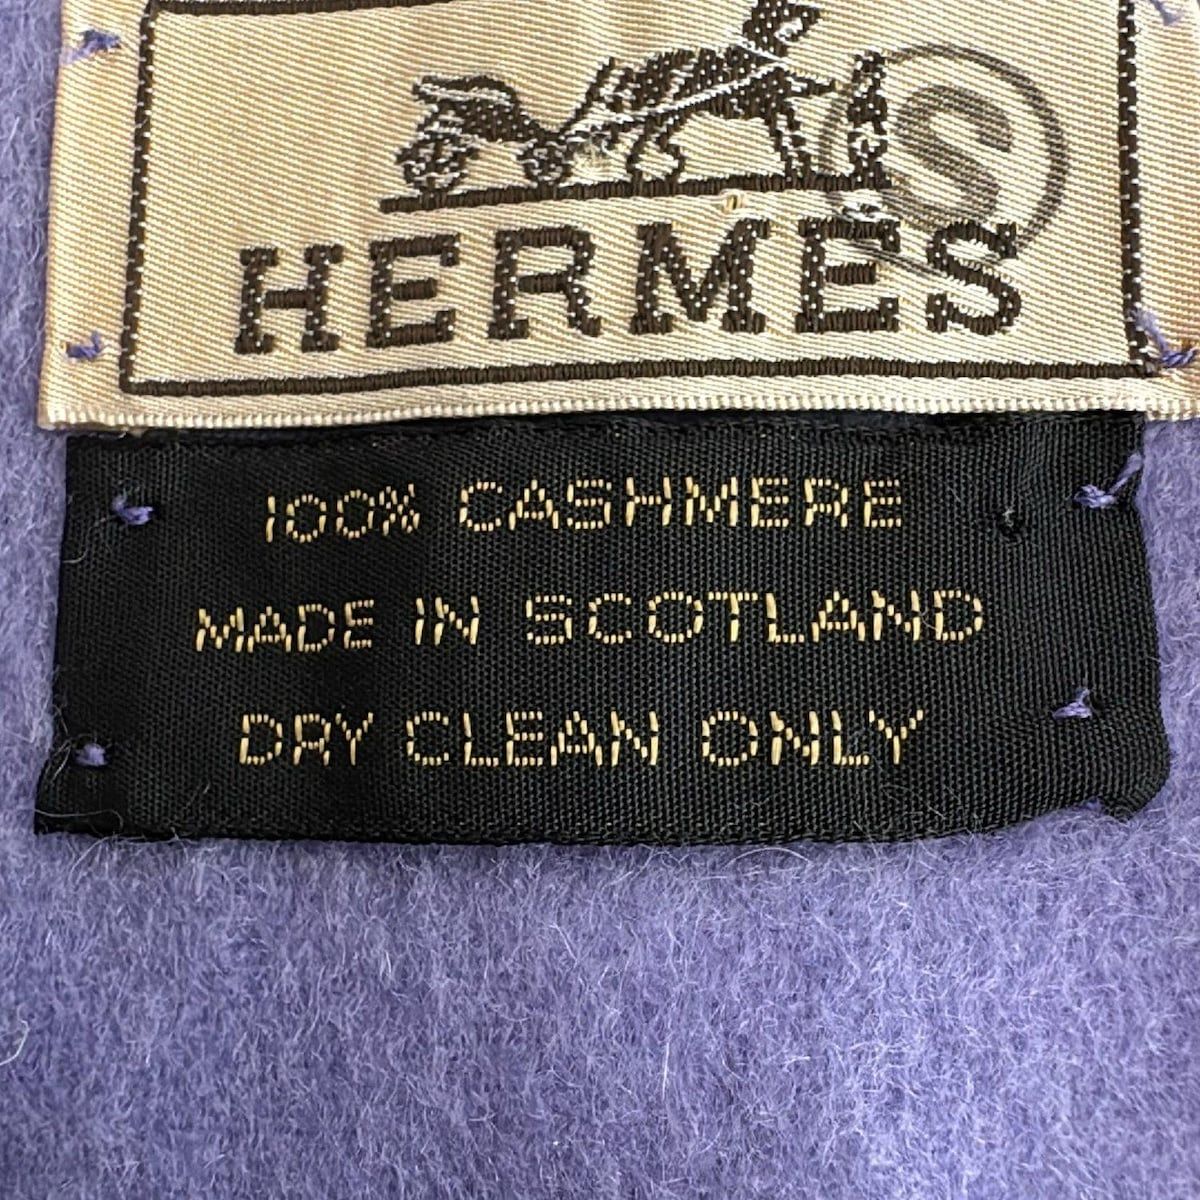 S
HERMES
100% CASHMERE
MADE IN SCOTLAND
DRY CLEAN ONLY